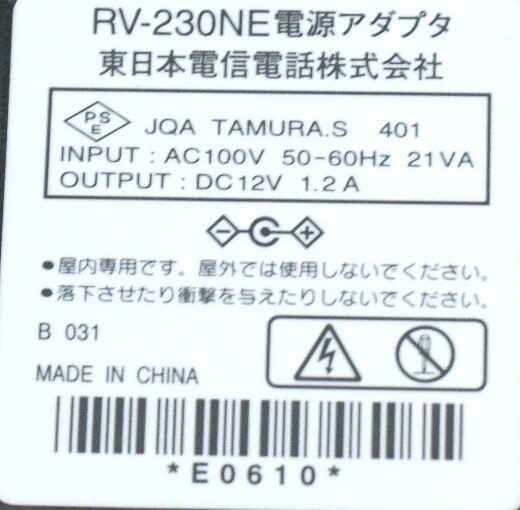 RV-230NE電源アダプタ
東日本電信電話株式会社
PS
E
JQA TAMURA.S 401
INPUT : AC100V 50-60Hz 21VA
OUTPUT : DC12V 1.2A
●屋内専用です。屋外では使用しないでください。
●落下させたり衝撃を与えたりしないでください。
B 031
MADE IN CHINA
*E0610*